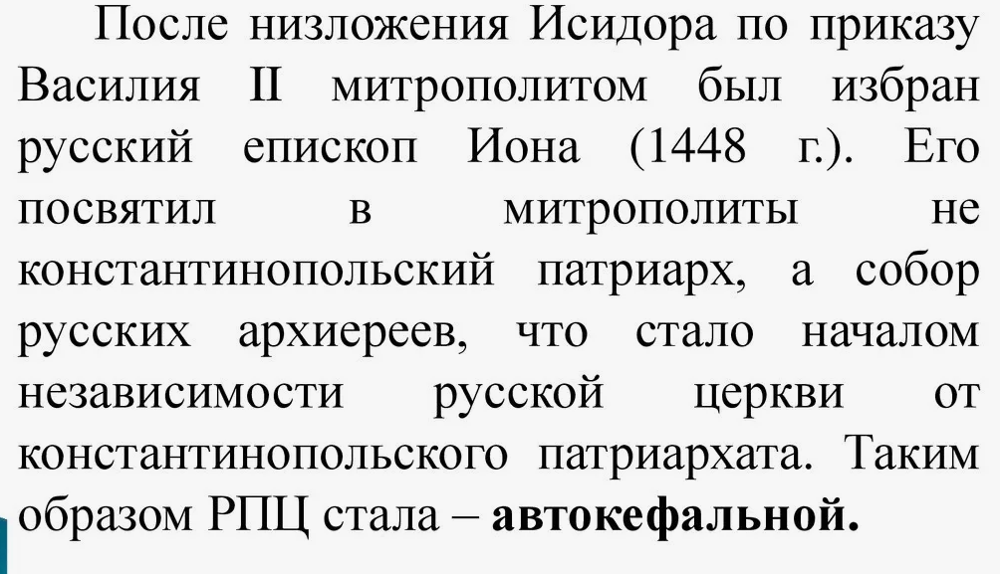 После низложения Исидора по приказу
Василия II митрополитом был избран
русский епископ Иона (1448 г.). Его
посвятил в митрополиты не
константинопольский патриарх, а собор
русских архиереев, что стало началом
независимости русской церкви от
константинопольского патриархата. Таким
образом РПЦ стала – автокефальной.